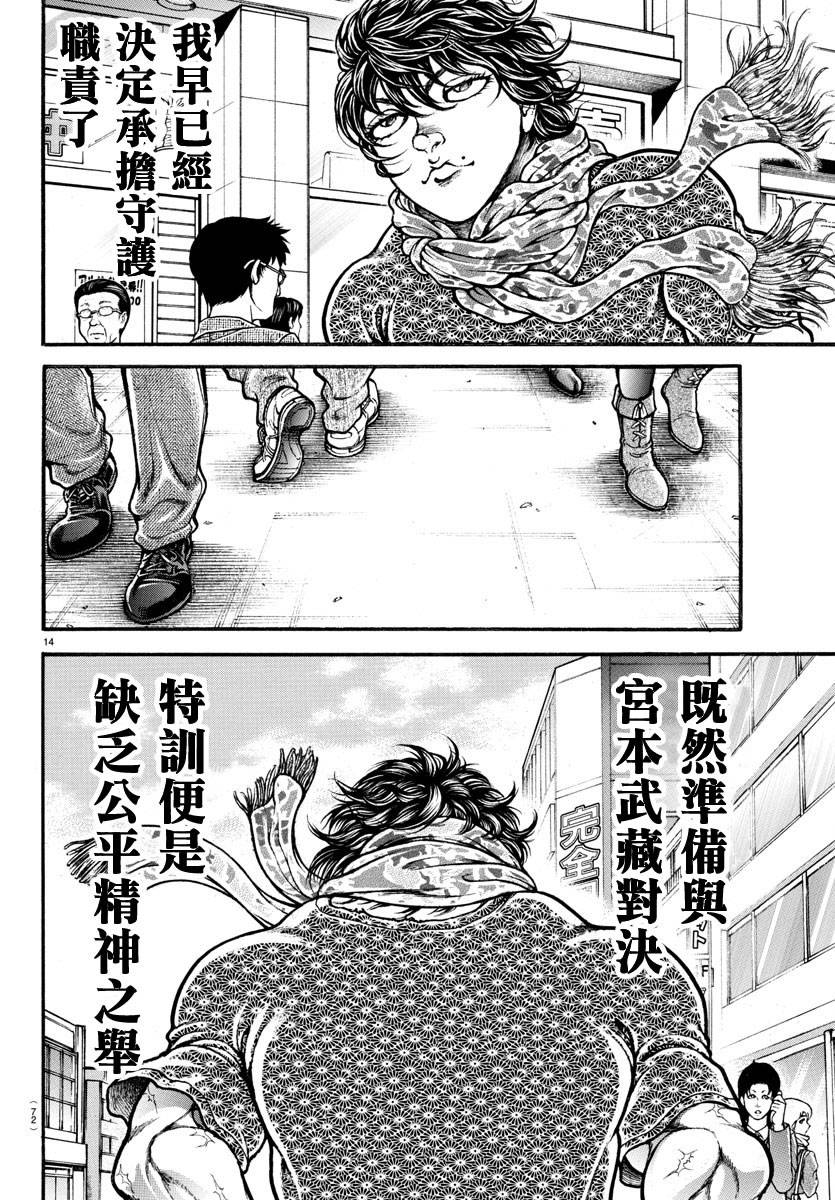 我早已經
決定承擔守護
職責了
14
既然準備與
宮本武藏對決
特訓便是
缺乏公平精神之舉
完全
ット
(72)